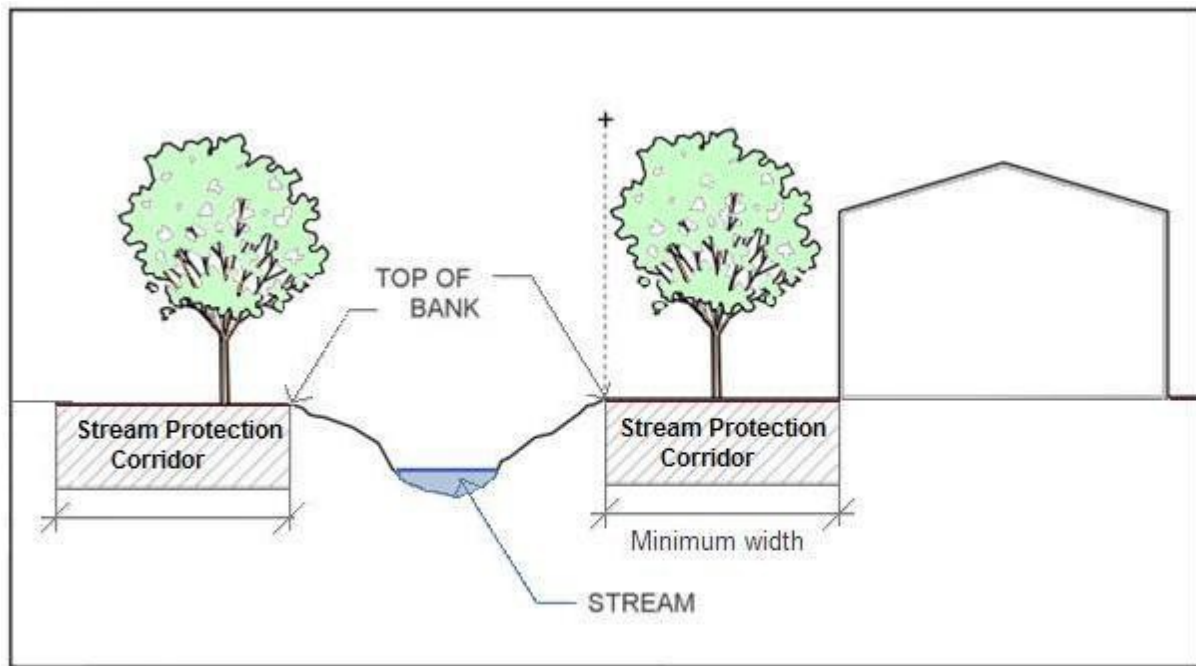 TOP OF
BANK
Stream Protection
Corridor
Stream Protection
Corridor
Minimum width
STREAM